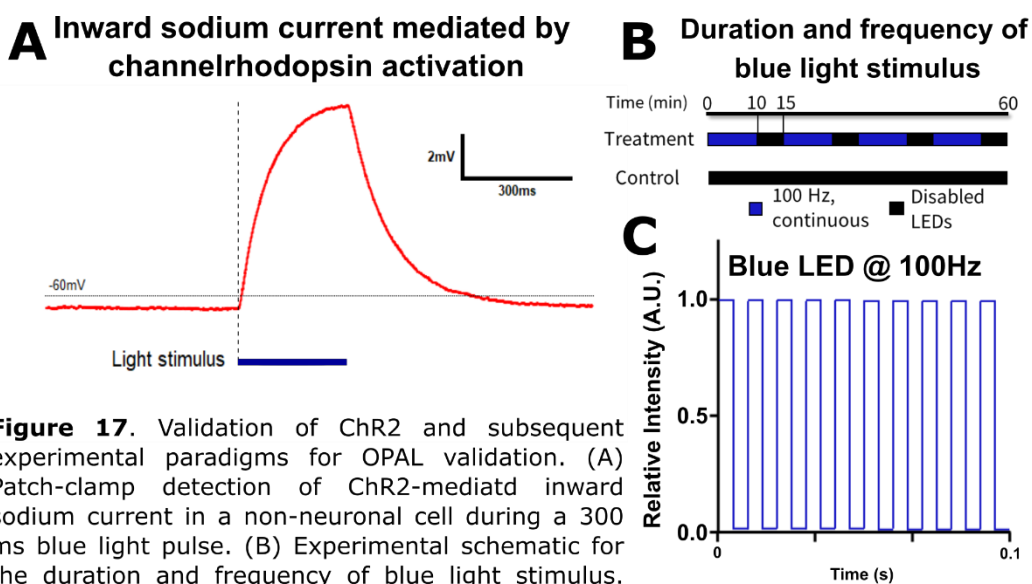 A Inward sodium current mediated by
channelrhodopsin activation
-60mV
2mV
300ms
Light stimulus
B Duration and frequency of
blue light stimulus
Time (min) 0 10 15 60
Treatment
Control
100 Hz, continuous
Disabled LEDs
C Blue LED @ 100Hz
Relative Intensity (A.U.)
1.0
0.5
0.0
0 0.1
Time (s)
Figure 17. Validation of ChR2 and subsequent
experimental paradigms for OPAL validation. (A)
Patch-clamp detection of ChR2-mediatd inward
sodium current in a non-neuronal cell during a 300
ms blue light pulse. (B) Experimental schematic for
the duration and frequency of blue light stimulus.